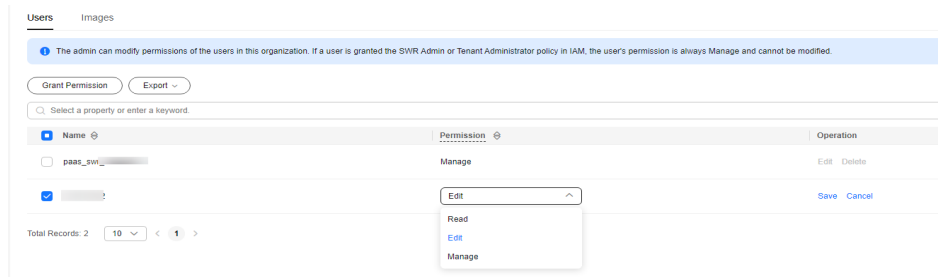 Users Images
The admin can modify permissions of the users in this organization. If a user is granted the SWR Admin or Tenant Administrator policy in IAM, the user's permission is always Manage and cannot be modified.
Grant Permission Export
Select a property or enter a keyword.
Name Permission Operation
paas_swr_ Manage Edit Delete
Edit Save Cancel
Read
Edit
Manage
Total Records: 2 10 < 1 >